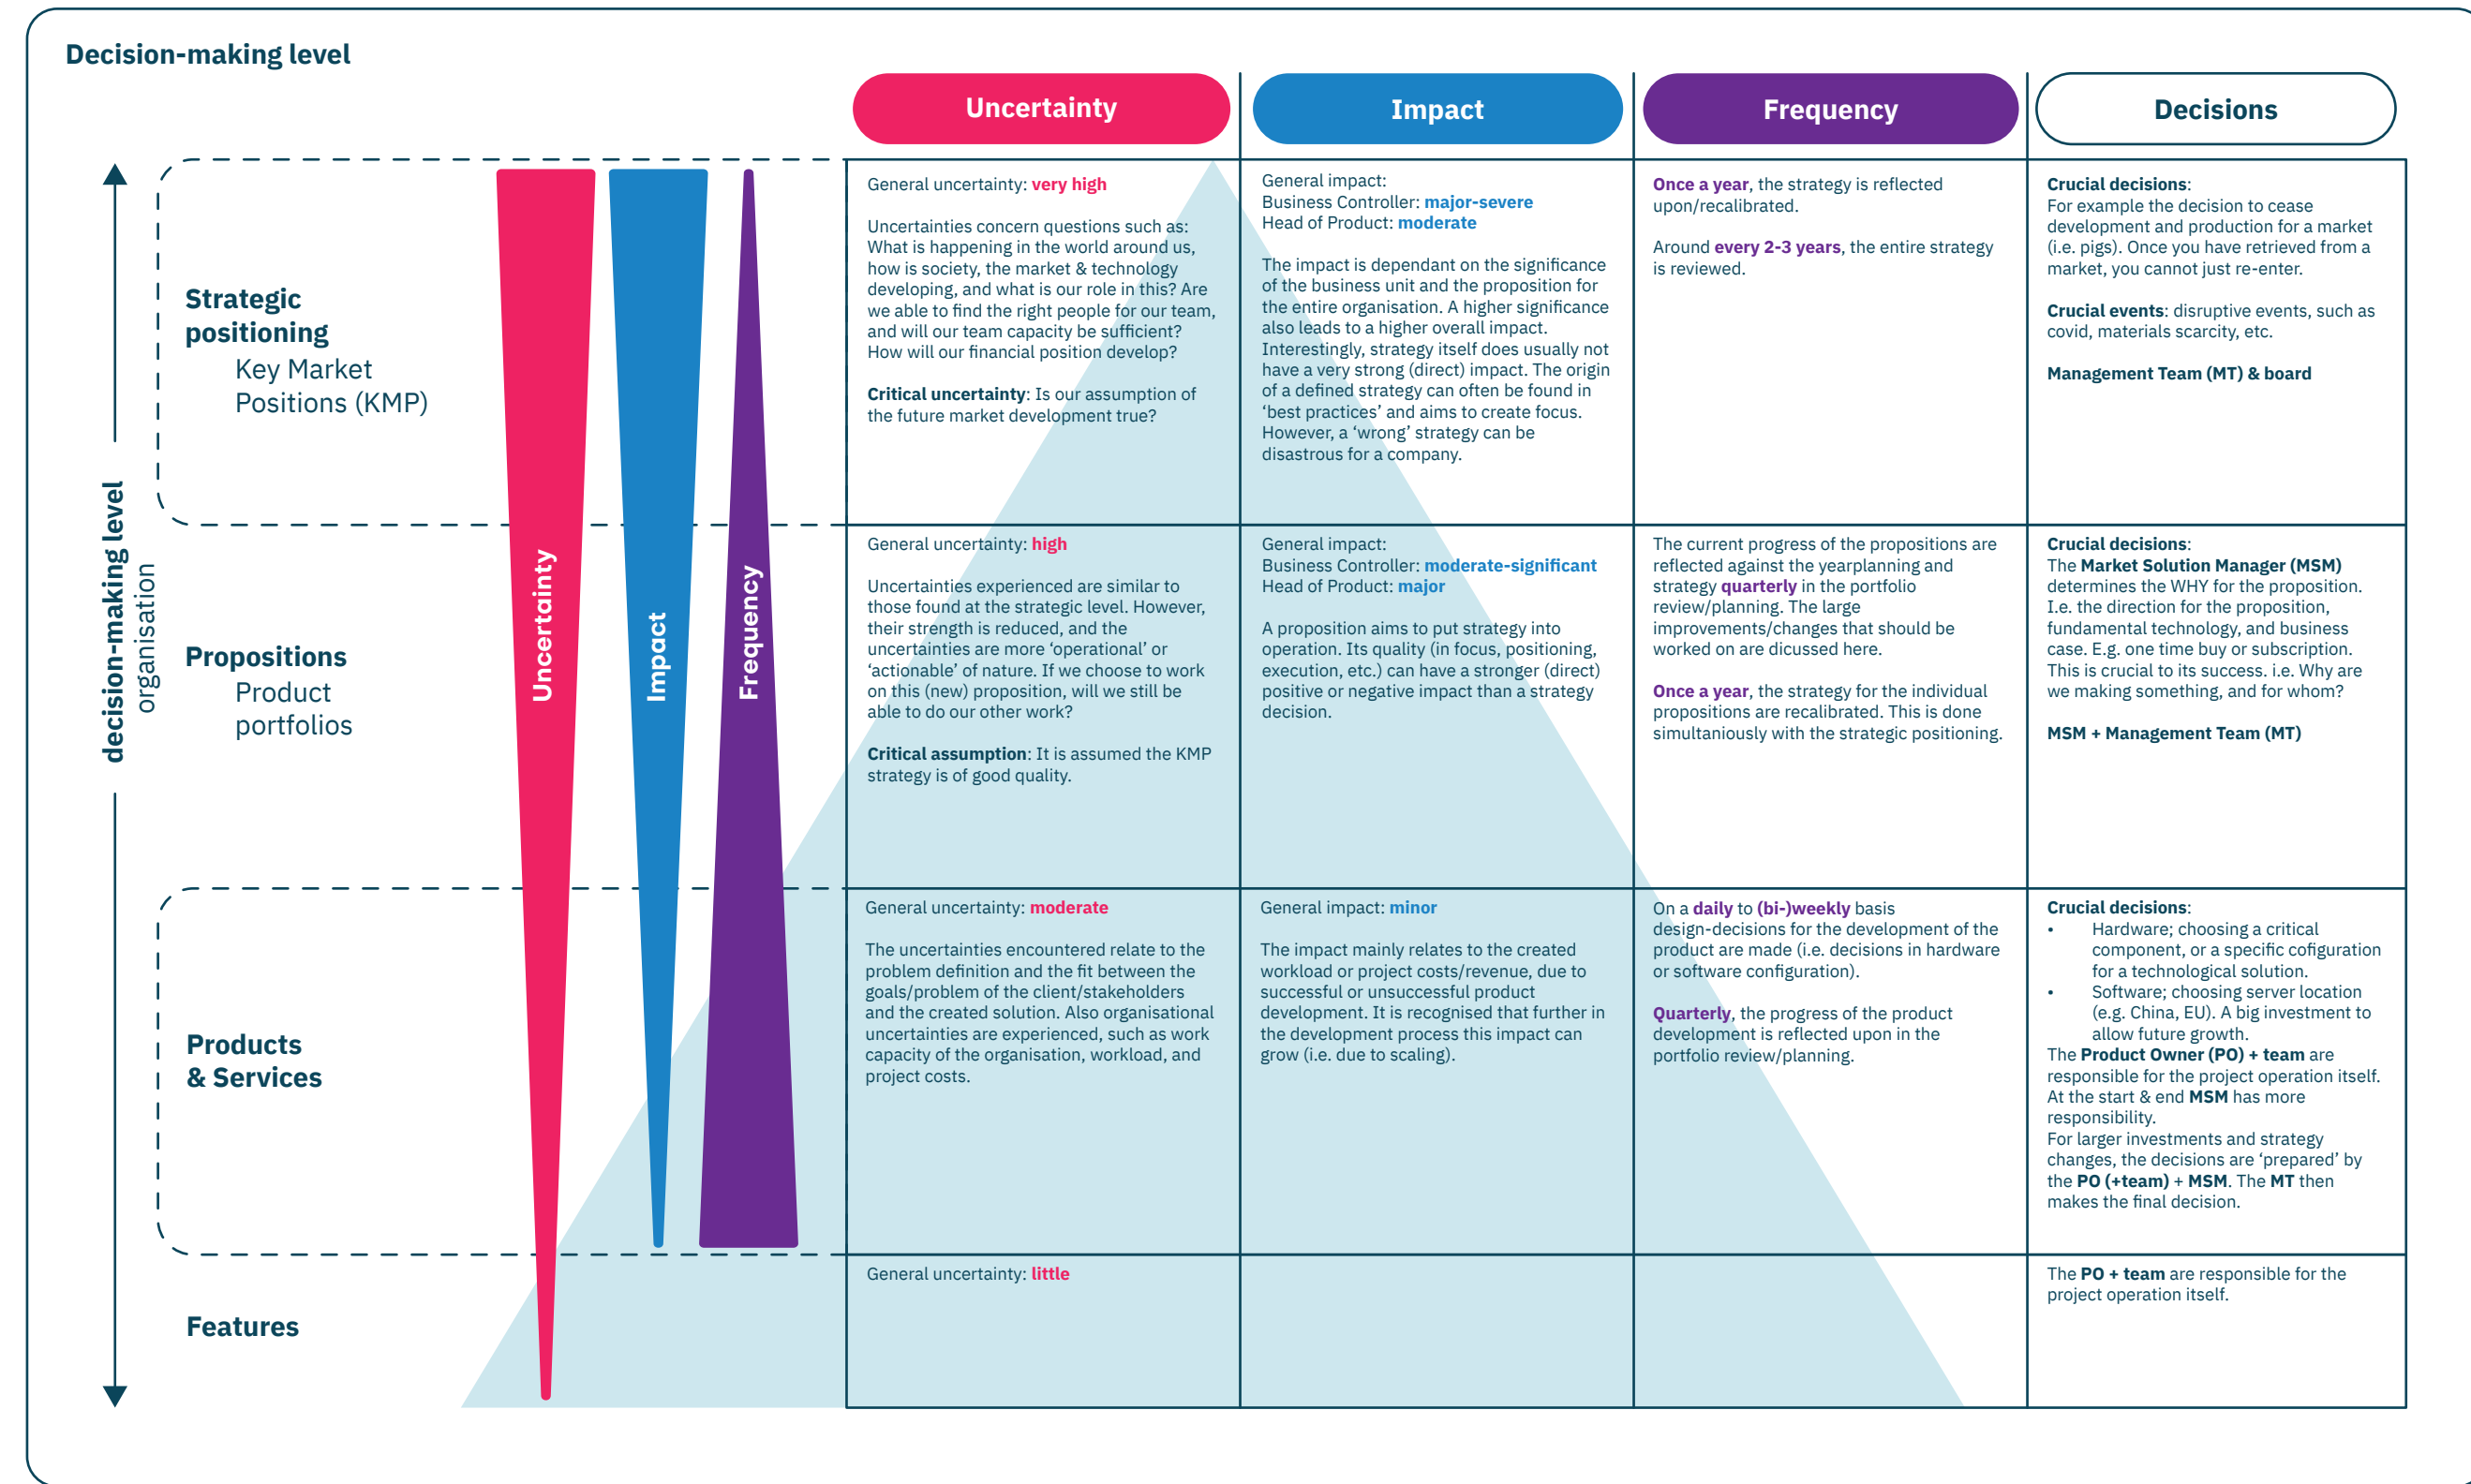 Decision-making level
Uncertainty
Impact
Frequency
Decisions
decision-making level
organisation
Uncertainty
Impact
Frequency
Strategic
positioning
Key Market
Positions (KMP)
General uncertainty: very high
Uncertainties concern questions such as:
What is happening in the world around us,
how is society, the market & technology
developing, and what is our role in this? Are
we able to find the right people for our team,
and will our team capacity be sufficient?
How will our financial position develop?
Critical uncertainty: Is our assumption of
the future market development true?
General impact:
Business Controller: major-severe
Head of Product: moderate
The impact is dependant on the significance
of the business unit and the proposition for
the entire organisation. A higher significance
also leads to a higher overall impact.
Interestingly, strategy itself does usually not
have a very strong (direct) impact. The origin
of a defined strategy can often be found in
‘best practices’ and aims to create focus.
However, a ‘wrong’ strategy can be
disastrous for a company.
Once a year, the strategy is reflected
upon/recalibrated.
Around every 2-3 years, the entire strategy
is reviewed.
Crucial decisions:
For example the decision to cease
development and production for a market
(i.e. pigs). Once you have retrieved from a
market, you cannot just re-enter.
Crucial events: disruptive events, such as
covid, materials scarcity, etc.
Management Team (MT) & board
Propositions
Product
portfolios
General uncertainty: high
Uncertainties experienced are similar to
those found at the strategic level. However,
their strength is reduced, and the
uncertainties are more ‘operational’ or
‘actionable’ of nature. If we choose to work
on this (new) proposition, will we still be
able to do our other work?
Critical assumption: It is assumed the KMP
strategy is of good quality.
General impact:
Business Controller: moderate-significant
Head of Product: major
A proposition aims to put strategy into
operation. Its quality (in focus, positioning,
execution, etc.) can have a stronger (direct)
positive or negative impact than a strategy
decision.
The current progress of the propositions are
reflected against the yearplanning and
strategy quarterly in the portfolio
review/planning. The large
improvements/changes that should be
worked on are dicussed here.
Once a year, the strategy for the individual
propositions are recalibrated. This is done
simultaniously with the strategic positioning.
Crucial decisions:
The Market Solution Manager (MSM)
determines the WHY for the proposition.
I.e. the direction for the proposition,
fundamental technology, and business
case. E.g. one time buy or subscription.
This is crucial to its success. i.e. Why are
we making something, and for whom?
MSM + Management Team (MT)
Products
& Services
General uncertainty: moderate
The uncertainties encountered relate to the
problem definition and the fit between the
goals/problem of the client/stakeholders
and the created solution. Also organisational
uncertainties are experienced, such as work
capacity of the organisation, workload, and
project costs.
General impact: minor
The impact mainly relates to the created
workload or project costs/revenue, due to
successful or unsuccessful product
development. It is recognised that further in
the development process this impact can
grow (i.e. due to scaling).
On a daily to (bi-)weekly basis
design-decisions for the development of the
product are made (i.e. decisions in hardware
or software configuration).
Quarterly, the progress of the product
development is reflected upon in the
portfolio review/planning.
Crucial decisions:
• Hardware; choosing a critical
component, or a specific cofiguration
for a technological solution.
• Software; choosing server location
(e.g. China, EU). A big investment to
allow future growth.
The Product Owner (PO) + team are
responsible for the project operation itself.
At the start & end MSM has more
responsibility.
For larger investments and strategy
changes, the decisions are ‘prepared’ by
the PO (+team) + MSM. The MT then
makes the final decision.
Features
General uncertainty: little
The PO + team are responsible for the
project operation itself.